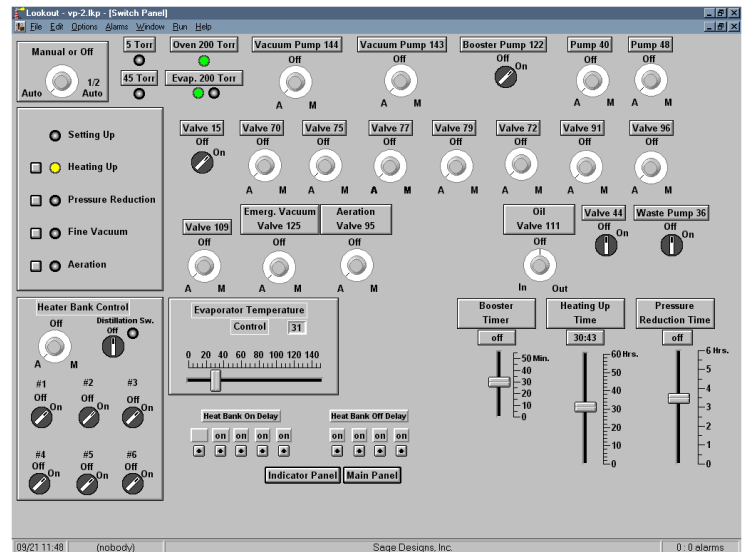 Lookout - vp-2.lkp - [Switch Panel]
File Edit Options Alarms Window Run Help
Manual or Off
Auto
1/2 Auto
5 Torr
45 Torr
Oven 200 Torr
Evap. 200 Torr
Vacuum Pump 144
Off
A M
Vacuum Pump 143
Off
A M
Booster Pump 122
Off
On
Pump 40
Off
A M
Pump 48
Off
A M
Setting Up
Heating Up
Pressure Reduction
Fine Vacuum
Aeration
Valve 15
Off
On
Valve 70
Off
A M
Valve 75
Off
A M
Valve 77
Off
A M
Valve 79
Off
A M
Valve 72
Off
A M
Valve 91
Off
A M
Valve 96
Off
A M
Valve 109
Off
A M
Emerg. Vacuum
Valve 125
Off
A M
Aeration
Valve 95
Off
A M
Oil
Valve 111
Off
In Out
Valve 44
Off
On
Waste Pump 36
Off
On
Heater Bank Control
Off
A M
Distillation Sw.
Off
#1 #2 #3
Off On
Off On
Off On
#4 #5 #6
Off On
Off On
Off On
Evaporator Temperature
Control 31
0 20 40 60 80 100 120 140
Heat Bank On Delay
on on on on
Heat Bank Off Delay
on on on on
Indicator Panel
Main Panel
Booster
Timer
off
50 Min.
40
30
20
10
0
Heating Up
Time
30:43
60 Hrs.
50
40
30
20
10
0
Pressure
Reduction Time
off
6 Hrs.
5
4
3
2
1
0
09/21 11:48 (nobody) Sage Designs, Inc. 0 : 0 alarms